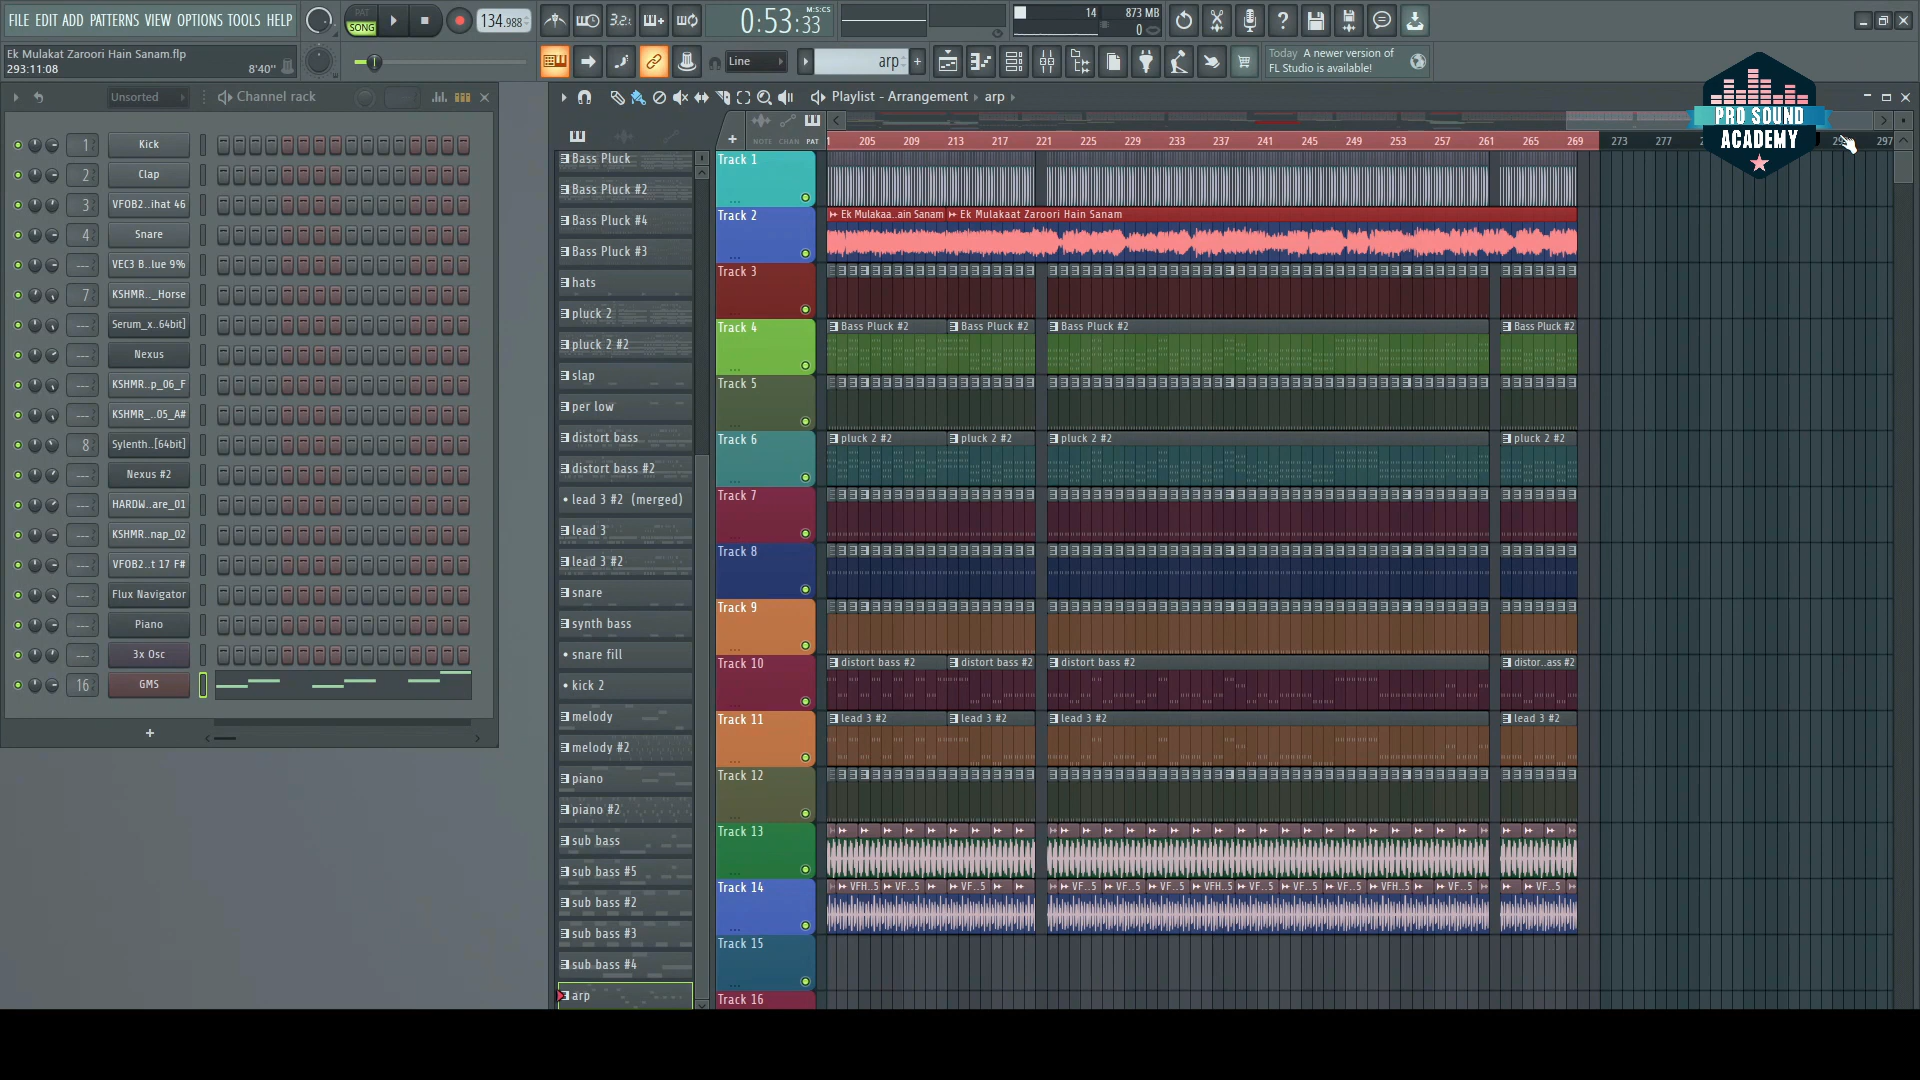 FILE EDIT ADD PATTERNS VIEW OPTIONS TOOLS HELP
PAT
SONG
134.988
3.2
0:53:33
M:S:CS
14
873 MB
0
Ek Mulakat Zaroori Hain Sanam.flp
293:11:08
8'40"
Line
arp
Today A newer version of
FL Studio is available!
PRO SOUND
ACADEMY
Unsorted
Channel rack
1 Kick
2 Clap
3 VFOB2..ihat 46
4 Snare
--- VEC3 B..lue 9%
7 KSHMR.._Horse
--- Serum_x..64bit]
--- Nexus
--- KSHMR..p_06_F
--- KSHMR_..05_A#
8 Sylenth..[64bit]
--- Nexus #2
--- HARDW..are_01
--- KSHMR..nap_02
--- VFOB2..t 17 F#
--- Flux Navigator
--- Piano
--- 3x Osc
16 GMS
+
Playlist - Arrangement
arp
NOTE CHAN PAT
205 209 213 217 221 225 229 233 237 241 245 249 253 257 261 265 269 273 277 297
Bass Pluck
Bass Pluck #2
Bass Pluck #4
Bass Pluck #3
hats
pluck 2
pluck 2 #2
slap
per low
distort bass
distort bass #2
lead 3 #2 (merged)
lead 3
lead 3 #2
snare
synth bass
snare fill
kick 2
melody
melody #2
piano
piano #2
sub bass
sub bass #5
sub bass #2
sub bass #3
sub bass #4
arp
Track 1
Track 2
Ek Mulakaa..ain Sanam Ek Mulakaat Zaroori Hain Sanam
Track 3
Track 4
Bass Pluck #2 Bass Pluck #2 Bass Pluck #2 Bass Pluck #2
Track 5
Track 6
pluck 2 #2 pluck 2 #2 pluck 2 #2 pluck 2 #2
Track 7
Track 8
Track 9
Track 10
distort bass #2 distort bass #2 distort bass #2 distor..ass #2
Track 11
lead 3 #2 lead 3 #2 lead 3 #2 lead 3 #2
Track 12
Track 13
Track 14
VFH..5 VF..5 VF..5 VF..5 VF..5 VF..5 VFH..5 VF..5 VF..5 VF..5 VFH..5 VF..5 VF..5
Track 15
Track 16